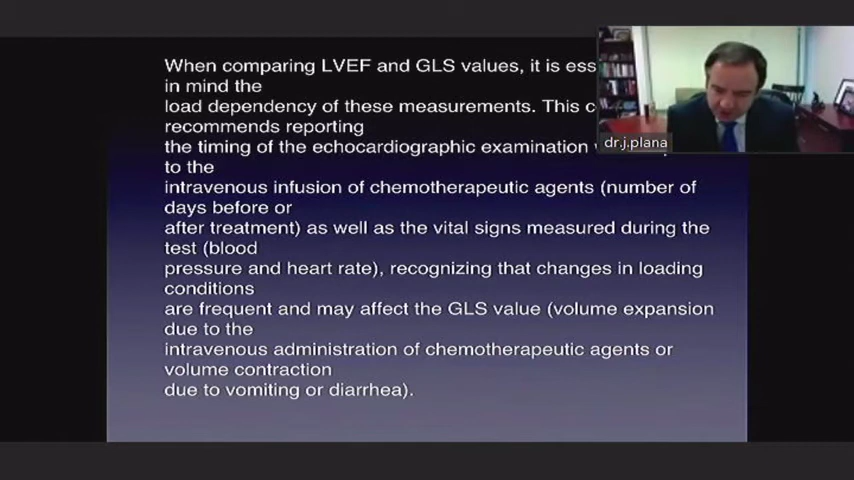 When comparing LVEF and GLS values, it is
in mind the
load dependency of these measurements. This
recommends reporting
the timing of the echocardiographic examination
to the
intravenous infusion of chemotherapeutic agents (number of
days before or
after treatment) as well as the vital signs measured during the
test (blood
pressure and heart rate), recognizing that changes in loading
conditions
are frequent and may affect the GLS value (volume expansion
due to the
intravenous administration of chemotherapeutic agents or
volume contraction
due to vomiting or diarrhea).
dr.j.plana